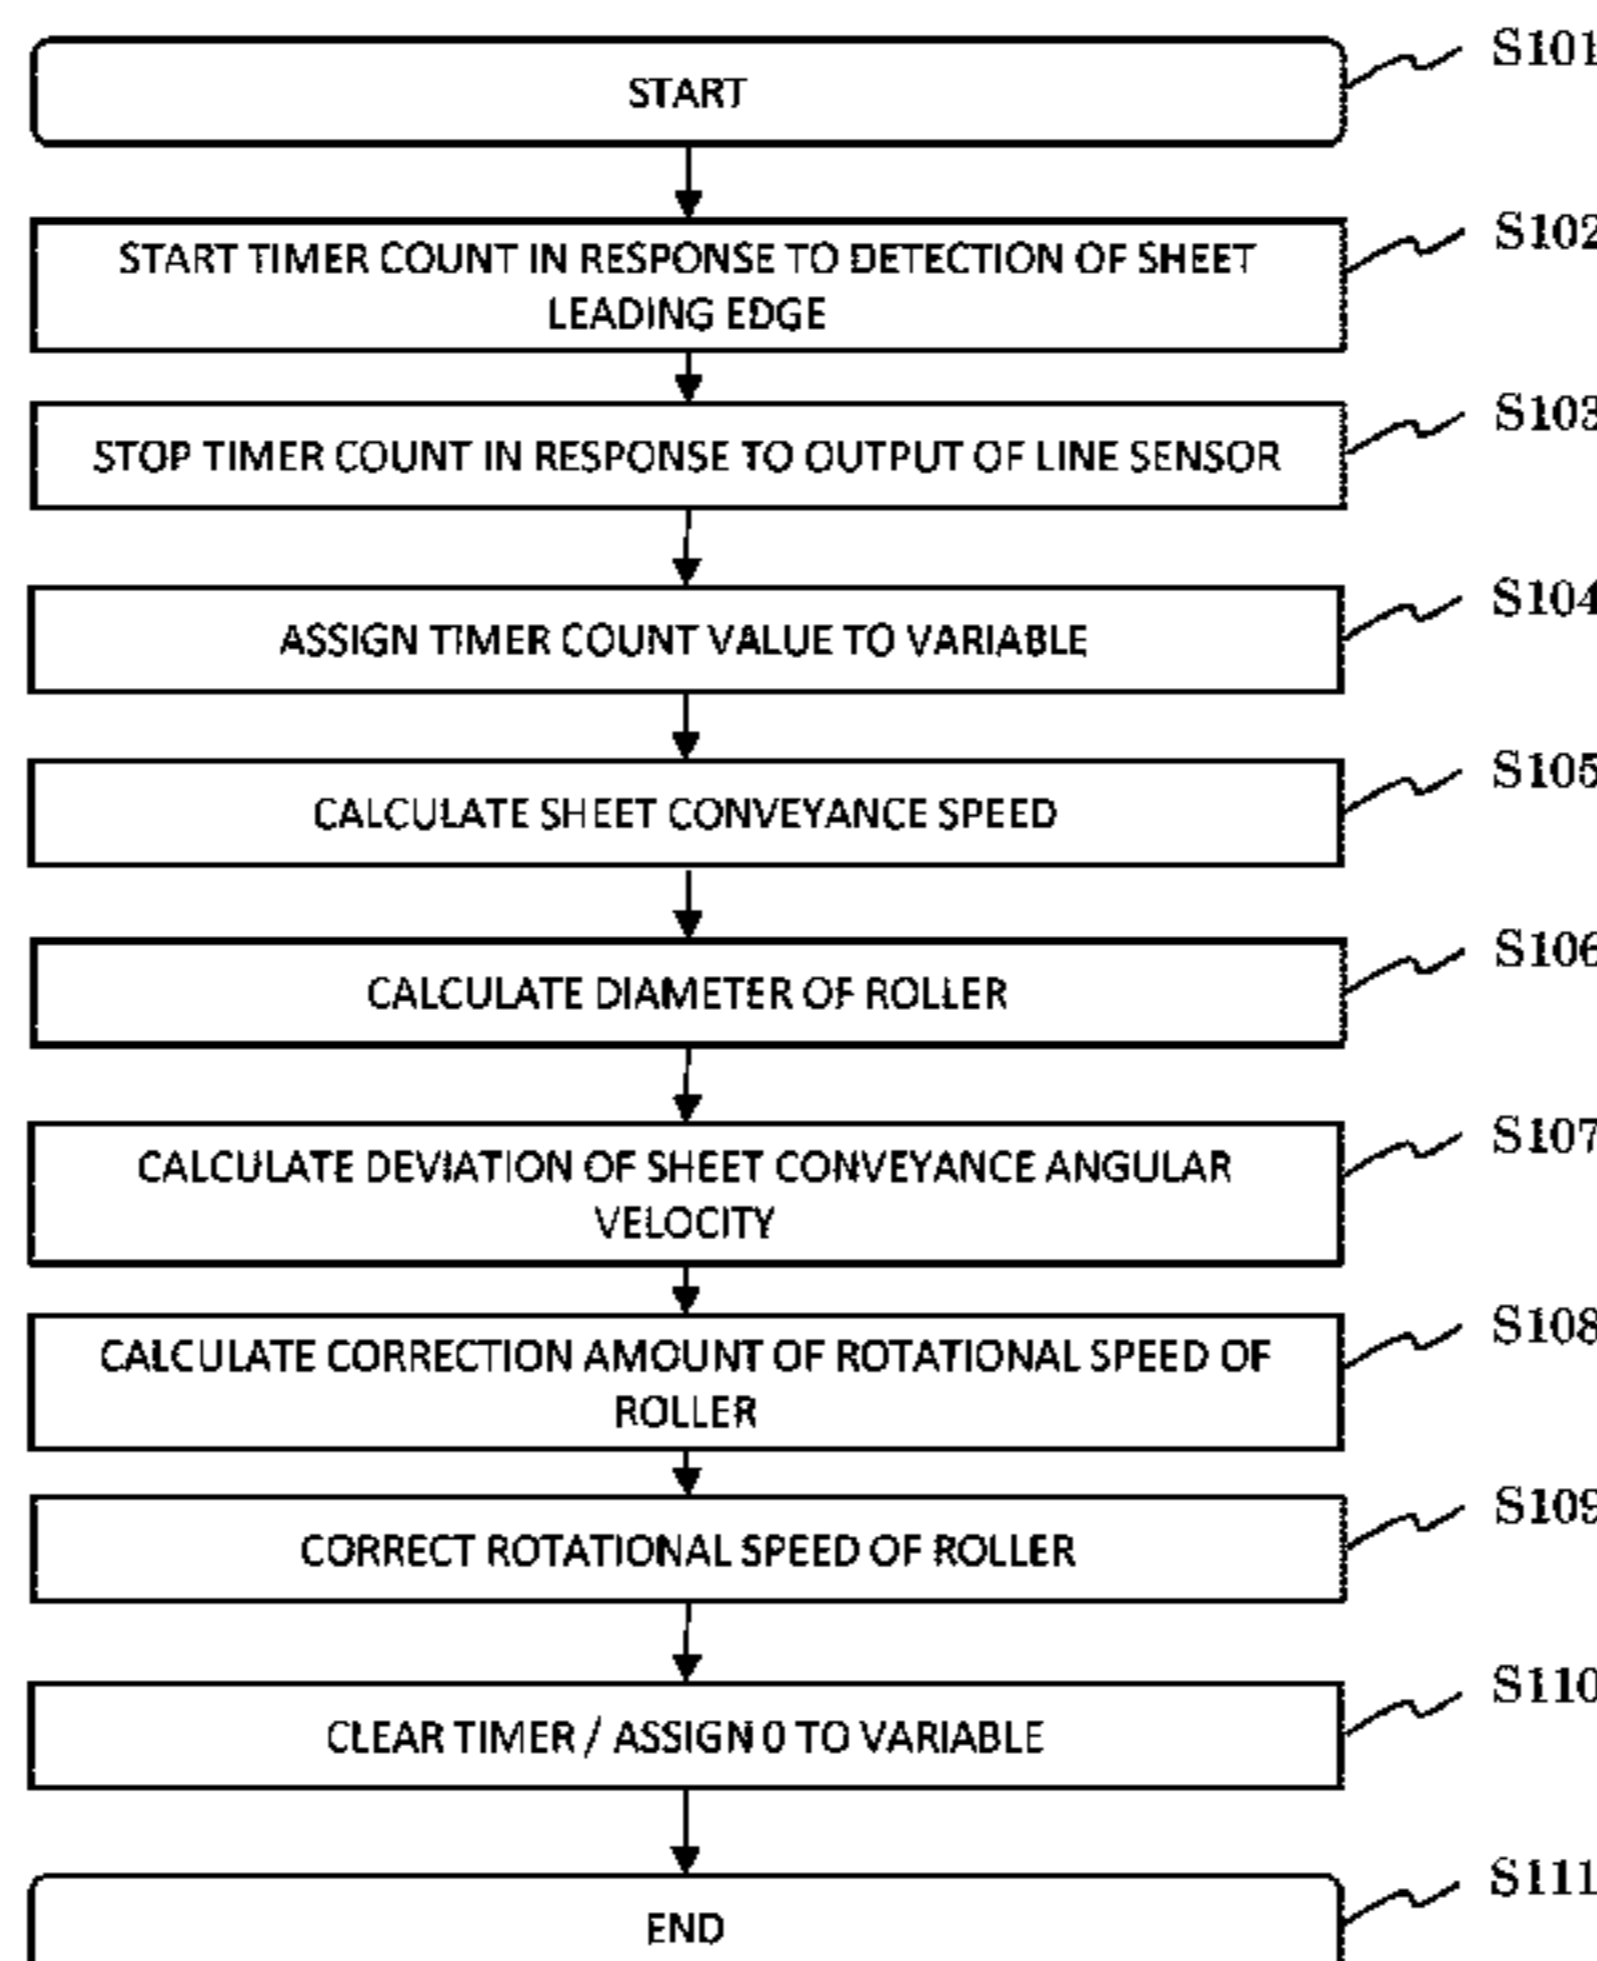 START
S101
START TIMER COUNT IN RESPONSE TO DETECTION OF SHEET
LEADING EDGE
S102
STOP TIMER COUNT IN RESPONSE TO OUTPUT OF LINE SENSOR
S103
ASSIGN TIMER COUNT VALUE TO VARIABLE
S104
CALCULATE SHEET CONVEYANCE SPEED
S105
CALCULATE DIAMETER OF ROLLER
S106
CALCULATE DEVIATION OF SHEET CONVEYANCE ANGULAR
VELOCITY
S107
CALCULATE CORRECTION AMOUNT OF ROTATIONAL SPEED OF
ROLLER
S108
CORRECT ROTATIONAL SPEED OF ROLLER
S109
CLEAR TIMER / ASSIGN 0 TO VARIABLE
S110
END
S111